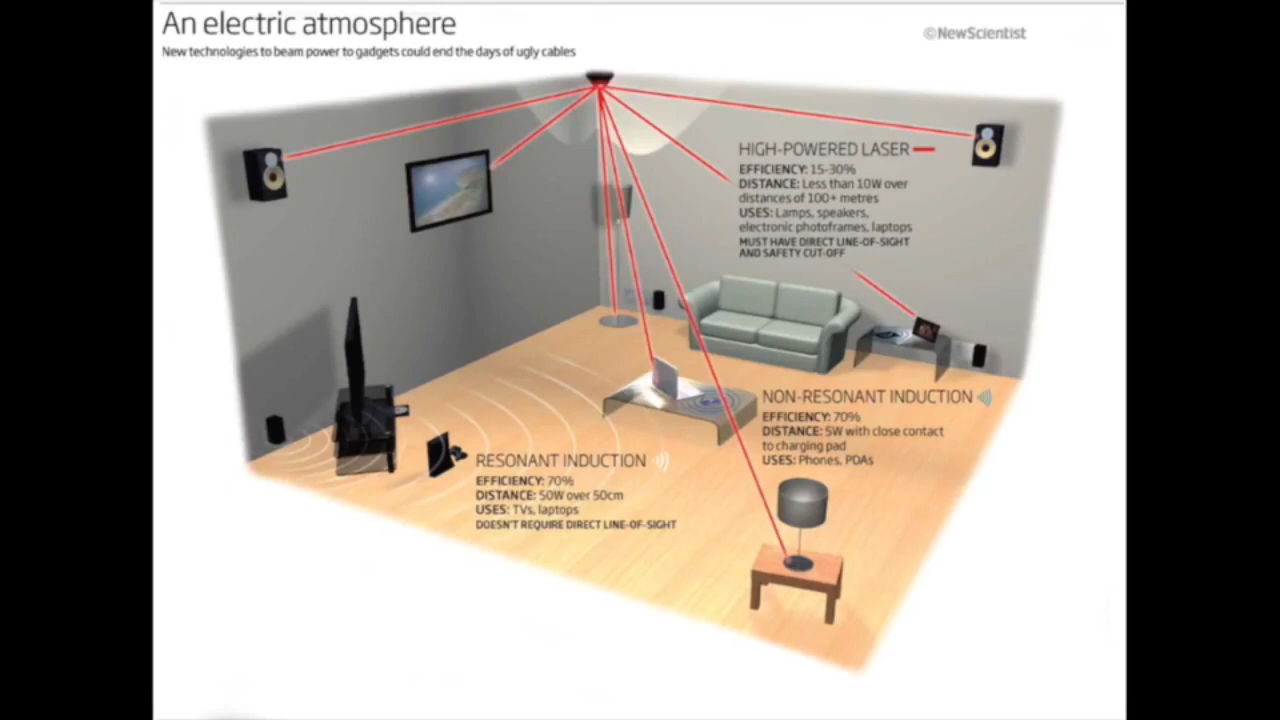 An electric atmosphere
©NewScientist
New technologies to beam power to gadgets could end the days of ugly cables
HIGH-POWERED LASER
EFFICIENCY: 15-30%
DISTANCE: Less than 10W over
distances of 100+ metres
USES: Lamps, speakers,
electronic photoframes, laptops
MUST HAVE DIRECT LINE-OF-SIGHT
AND SAFETY CUT-OFF
NON-RESONANT INDUCTION
EFFICIENCY: 70%
DISTANCE: 5W with close contact
to charging pad
USES: Phones, PDAs
RESONANT INDUCTION
EFFICIENCY: 70%
DISTANCE: 50W over 50cm
USES: TVs, laptops
DOESN'T REQUIRE DIRECT LINE-OF-SIGHT